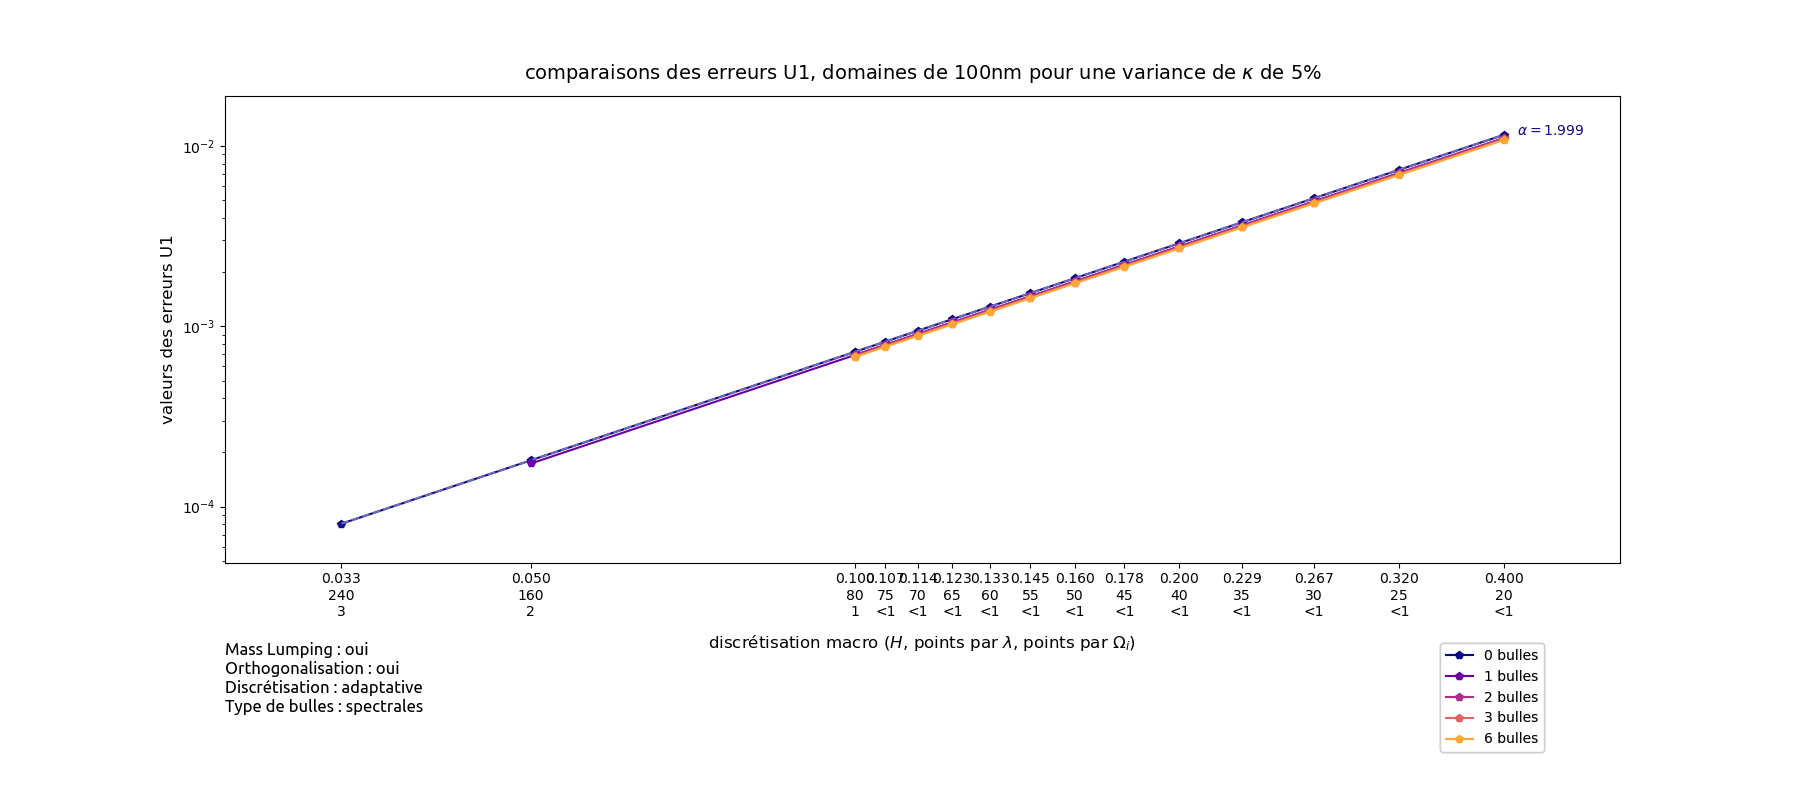 comparaisons des erreurs U1, domaines de 100nm pour une variance de κ de 5%
valeurs des erreurs U1
10⁻²
10⁻³
10⁻⁴
α = 1.999
0.033 0.050 0.100 0.107 0.114 0.123 0.133 0.145 0.160 0.178 0.200 0.229 0.267 0.320 0.400
240 160 80 75 70 65 60 55 50 45 40 35 30 25 20
3 2 1 <1 <1 <1 <1 <1 <1 <1 <1 <1 <1 <1 <1
discrétisation macro (H, points par λ, points par Ωᵢ)
Mass Lumping : oui
Orthogonalisation : oui
Discrétisation : adaptative
Type de bulles : spectrales
0 bulles
1 bulles
2 bulles
3 bulles
6 bulles